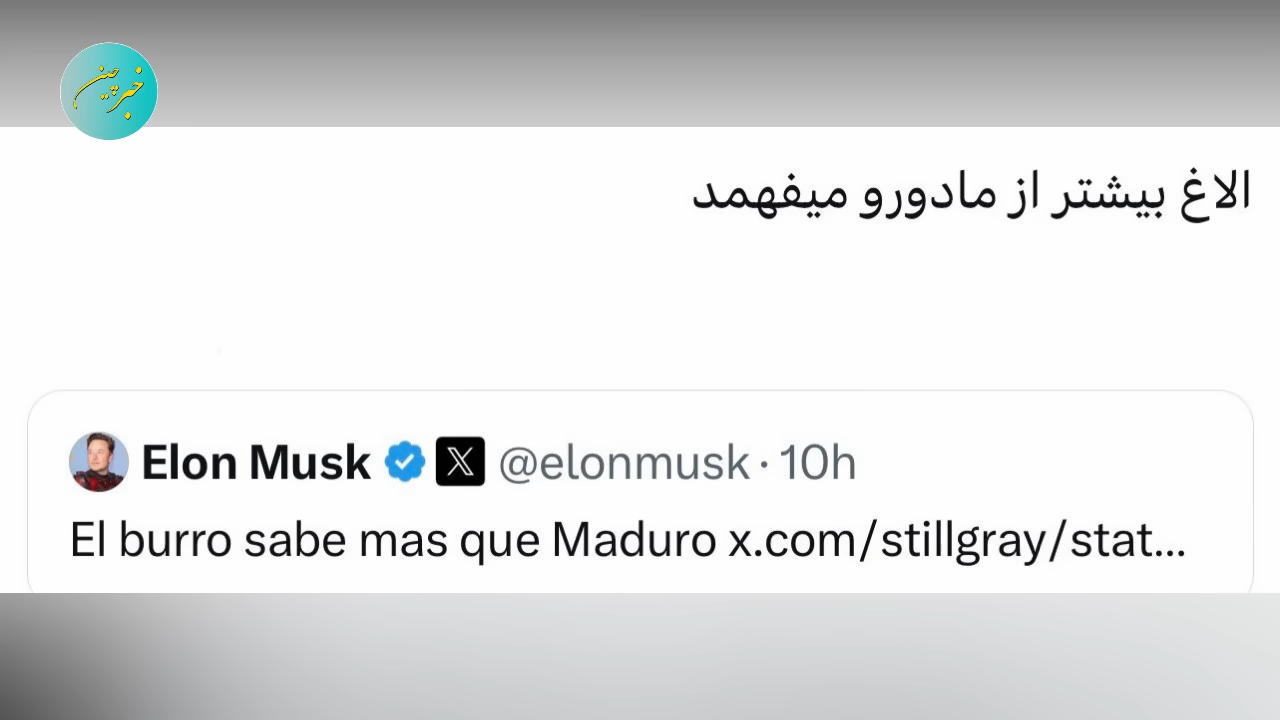 خبرچین
الاغ بیشتر از مادورو میفهمد
Elon Musk X @elonmusk · 10h
El burro sabe mas que Maduro x.com/stillgray/stat...